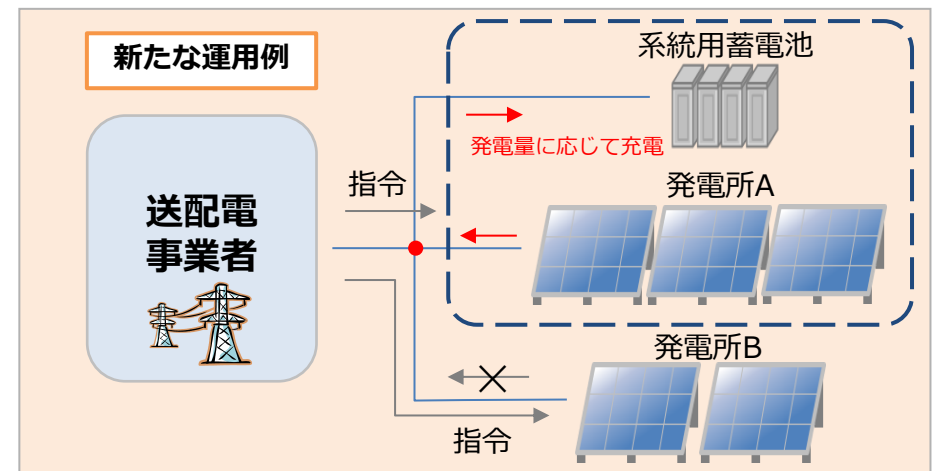 新たな運用例
系統用蓄電池
発電量に応じて充電
送配電
事業者
指令
発電所A
発電所B
指令